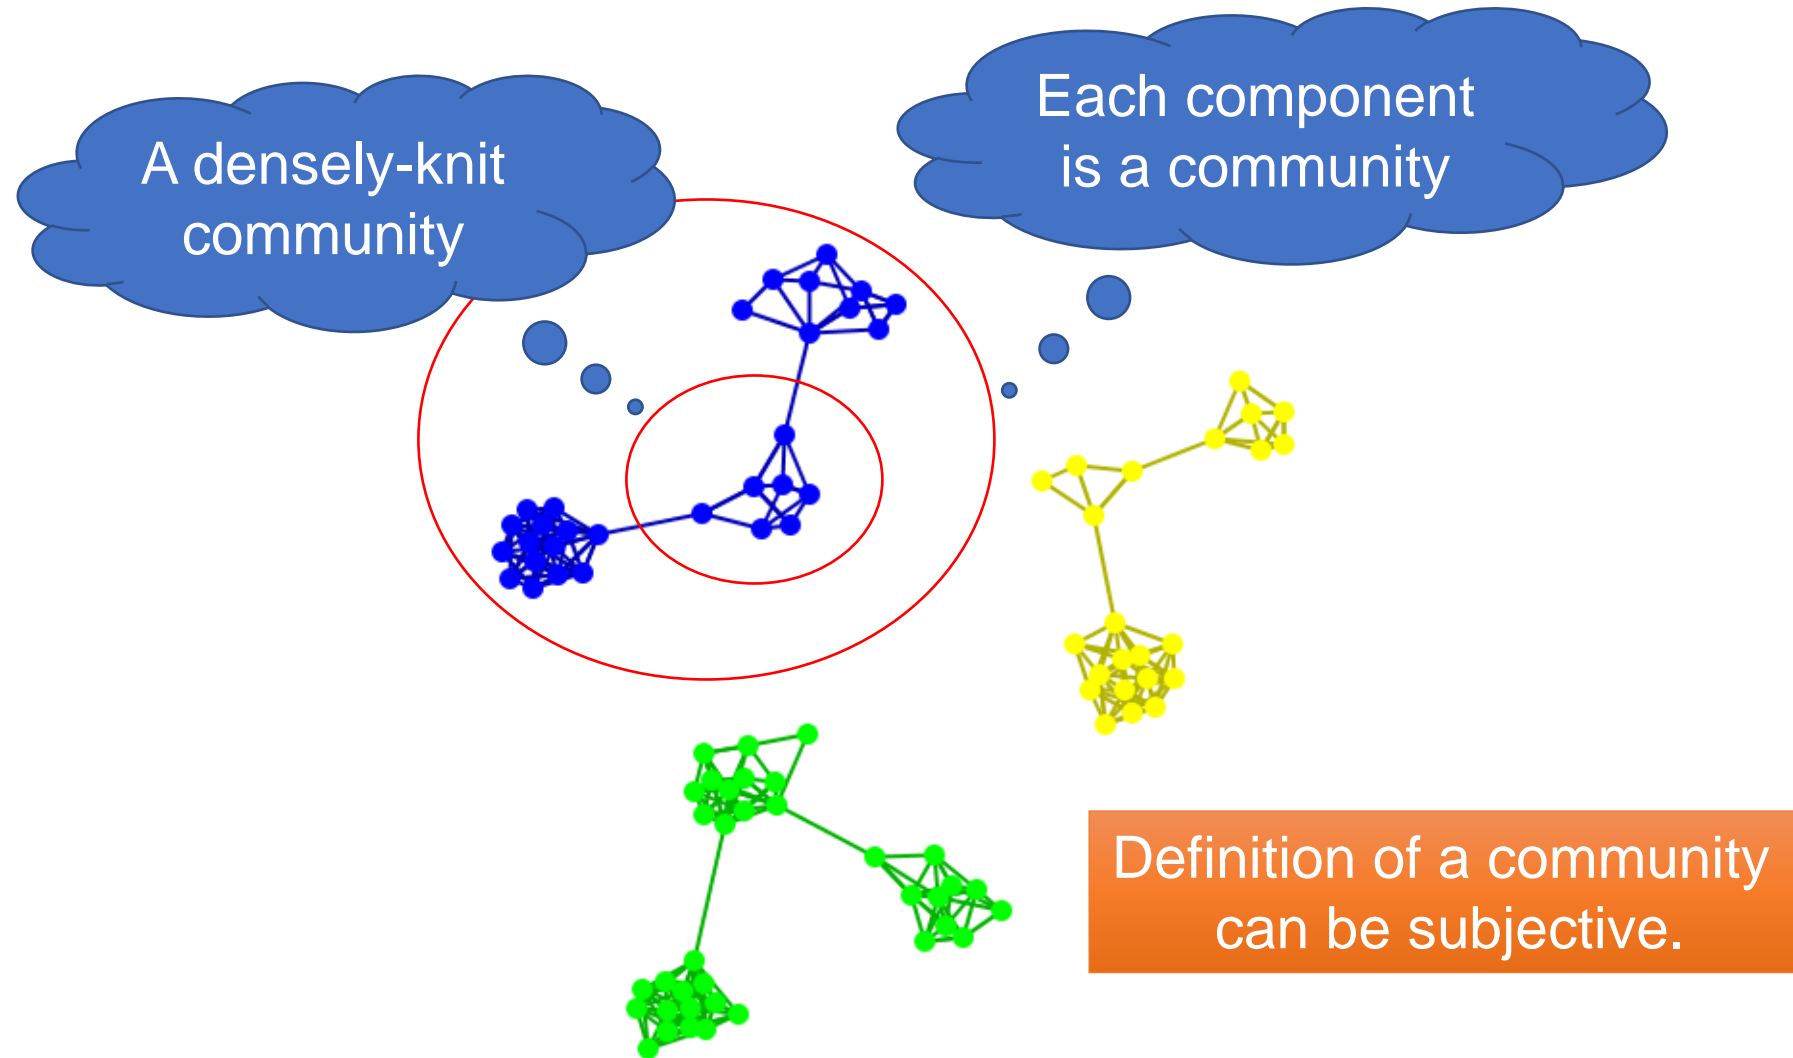 A densely-knit
community
Each component
is a community
Definition of a community
can be subjective.